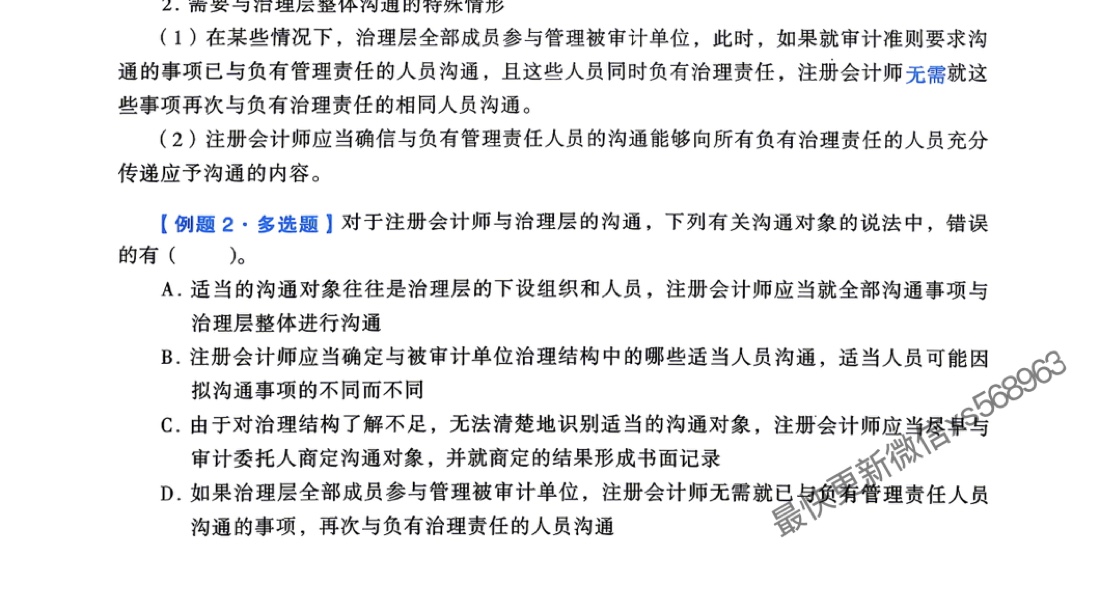 2. 需要与治理层整体沟通的特殊情形
（1）在某些情况下，治理层全部成员参与管理被审计单位，此时，如果就审计准则要求沟
通的事项已与负有管理责任的人员沟通，且这些人员同时负有治理责任，注册会计师无需就这
些事项再次与负有治理责任的相同人员沟通。
（2）注册会计师应当确信与负有管理责任人员的沟通能够向所有负有治理责任的人员充分
传递应予沟通的内容。
【例题2·多选题】对于注册会计师与治理层的沟通，下列有关沟通对象的说法中，错误
的有（　　）。
A. 适当的沟通对象往往是治理层的下设组织和人员，注册会计师应当就全部沟通事项与
治理层整体进行沟通
B. 注册会计师应当确定与被审计单位治理结构中的哪些适当人员沟通，适当人员可能因
拟沟通事项的不同而不同
C. 由于对治理结构了解不足，无法清楚地识别适当的沟通对象，注册会计师应当尽早与
审计委托人商定沟通对象，并就商定的结果形成书面记录
D. 如果治理层全部成员参与管理被审计单位，注册会计师无需就已与负有管理责任人员
沟通的事项，再次与负有治理责任的人员沟通
最快更新微信xs568963